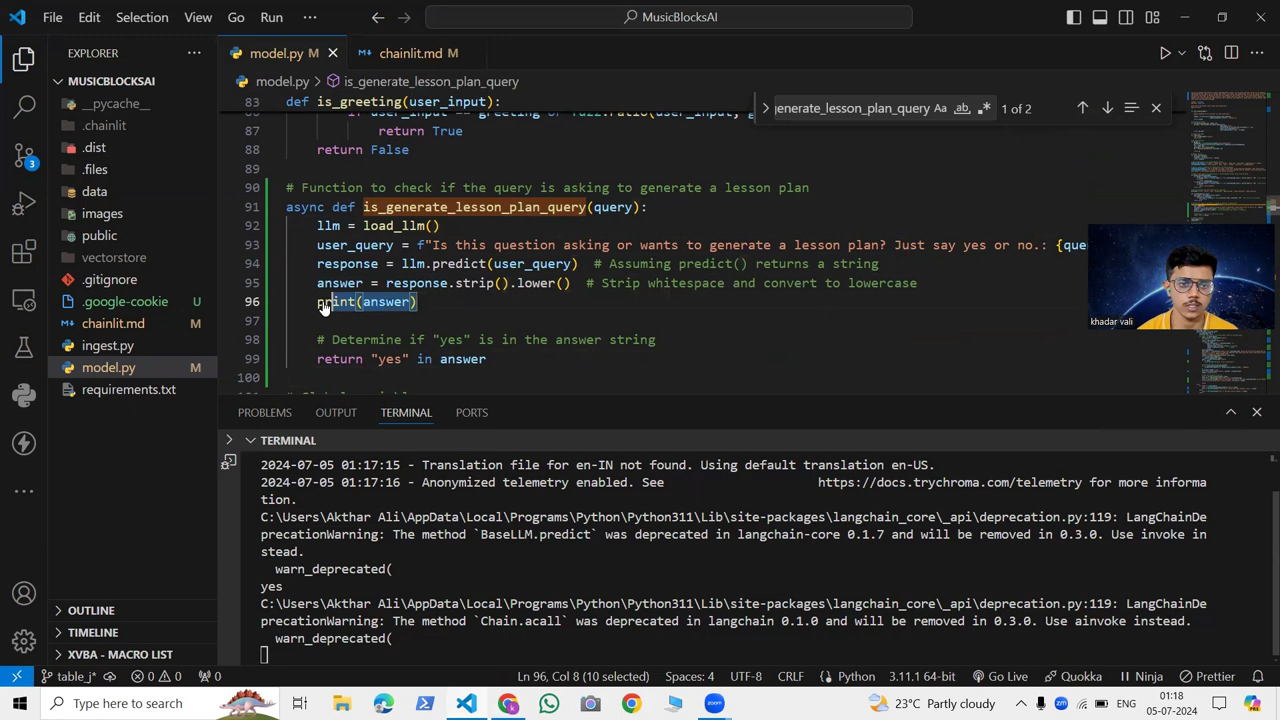 File Edit Selection View Go Run
MusicBlocksAI
EXPLORER
model.py M
chainlit.md M
MUSICBLOCKSAI
model.py > is_generate_lesson_plan_query
__pycache__
83 def is_greeting(user_input):
enerate_lesson_plan_query
ab
1 of 2
.chainlit
87 return True
.dist
88 return False
.files
89
data
90 # Function to check if the query is asking to generate a lesson plan
images
91 async def is_generate_lesson_plan_query(query):
public
92 llm = load_llm()
vectorstore
93 user_query = f"Is this question asking or wants to generate a lesson plan? Just say yes or no.: {que
.gitignore
94 response = llm.predict(user_query) # Assuming predict() returns a string
.google-cookie U
95 answer = response.strip().lower() # Strip whitespace and convert to lowercase
chainlit.md M
96 print(answer)
ingest.py
97
98 # Determine if "yes" is in the answer string
model.py M
99 return "yes" in answer
requirements.txt
100
khadar vali
PROBLEMS OUTPUT TERMINAL PORTS
TERMINAL
2024-07-05 01:17:15 - Translation file for en-IN not found. Using default translation en-US.
2024-07-05 01:17:16 - Anonymized telemetry enabled. See https://docs.trychroma.com/telemetry for more informa
tion.
C:\Users\Akthar Ali\AppData\Local\Programs\Python\Python311\Lib\site-packages\langchain_core\_api\deprecation.py:119: LangChainDe
precationWarning: The method `BaseLLM.predict` was deprecated in langchain-core 0.1.7 and will be removed in 0.3.0. Use invoke in
stead.
warn_deprecated(
yes
C:\Users\Akthar Ali\AppData\Local\Programs\Python\Python311\Lib\site-packages\langchain_core\_api\deprecation.py:119: LangChainDe
precationWarning: The method `Chain.acall` was deprecated in langchain 0.1.0 and will be removed in 0.3.0. Use ainvoke instead.
warn_deprecated(
OUTLINE
TIMELINE
XVBA - MACRO LIST
3
table_j* 0 0 0
Ln 96, Col 8 (10 selected) Spaces: 4 UTF-8 CRLF Python 3.11.1 64-bit Go Live Quokka Ninja Prettier
Type here to search
23°C Partly cloudy
ENG
01:18
05-07-2024